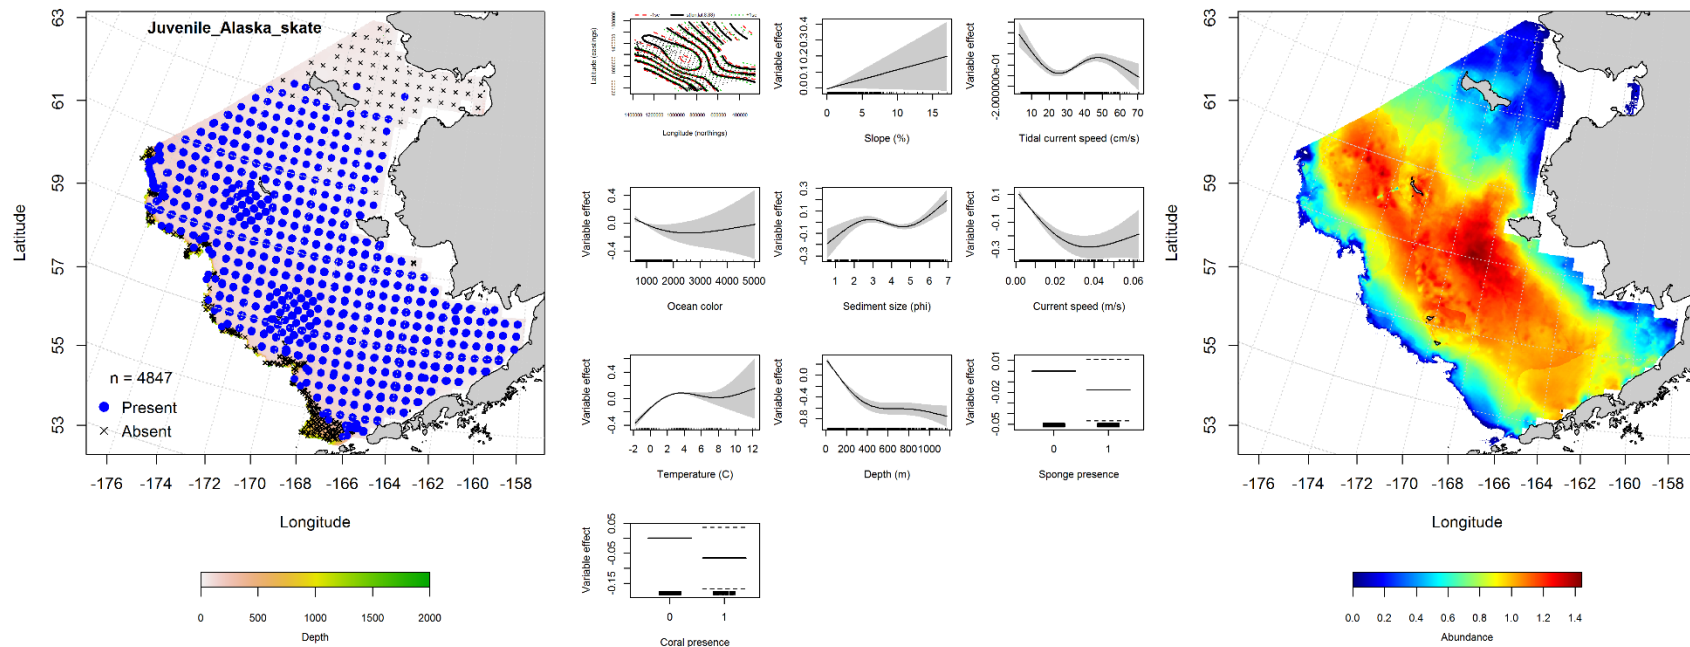 Juvenile_Alaska_skate
63
61
59
57
55
53
Latitude
n = 4847
Present
Absent
-176 -174 -172 -170 -168 -166 -164 -162 -160 -158
Longitude
0 500 1000 1500 2000
Depth
Latitude (eastings)
Longitude (northings)
Variable effect
0.0 0.1 0.2 0.3 0.4
0 5 10 15
Slope (%)
Variable effect
-2.000000e-01
10 20 30 40 50 60 70
Tidal current speed (cm/s)
Variable effect
-0.4 0.0 0.4
1000 2000 3000 4000 5000
Ocean color
Variable effect
-0.3 -0.1 0.1 0.3
1 2 3 4 5 6 7
Sediment size (phi)
Variable effect
-0.3 -0.1 0.1
0.00 0.02 0.04 0.06
Current speed (m/s)
Variable effect
-0.4 0.0 0.4
-2 0 2 4 6 8 10 12
Temperature (C)
Variable effect
-0.8 -0.4 0.0
0 200 400 600 800 1000
Depth (m)
Variable effect
-0.05 -0.02 0.01
0 1
Sponge presence
Variable effect
-0.15 -0.05 0.05
0 1
Coral presence
63
61
59
57
55
53
Latitude
-176 -174 -172 -170 -168 -166 -164 -162 -160 -158
Longitude
0.0 0.2 0.4 0.6 0.8 1.0 1.2 1.4
Abundance